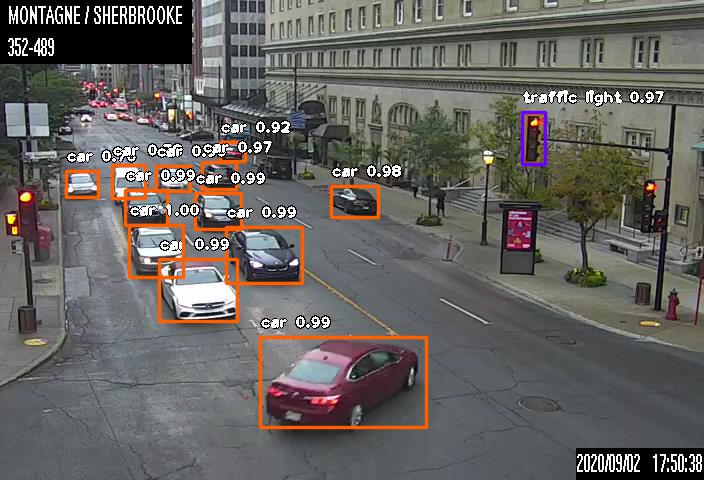 MONTAGNE / SHERBROOKE
352-489
traffic light 0.97
car 0.92
car 0.97
car 0.98
car 0.99
car 0.99
car 1.00
car 0.99
car 0.99
car 0.99
2020/09/02 17:50:38